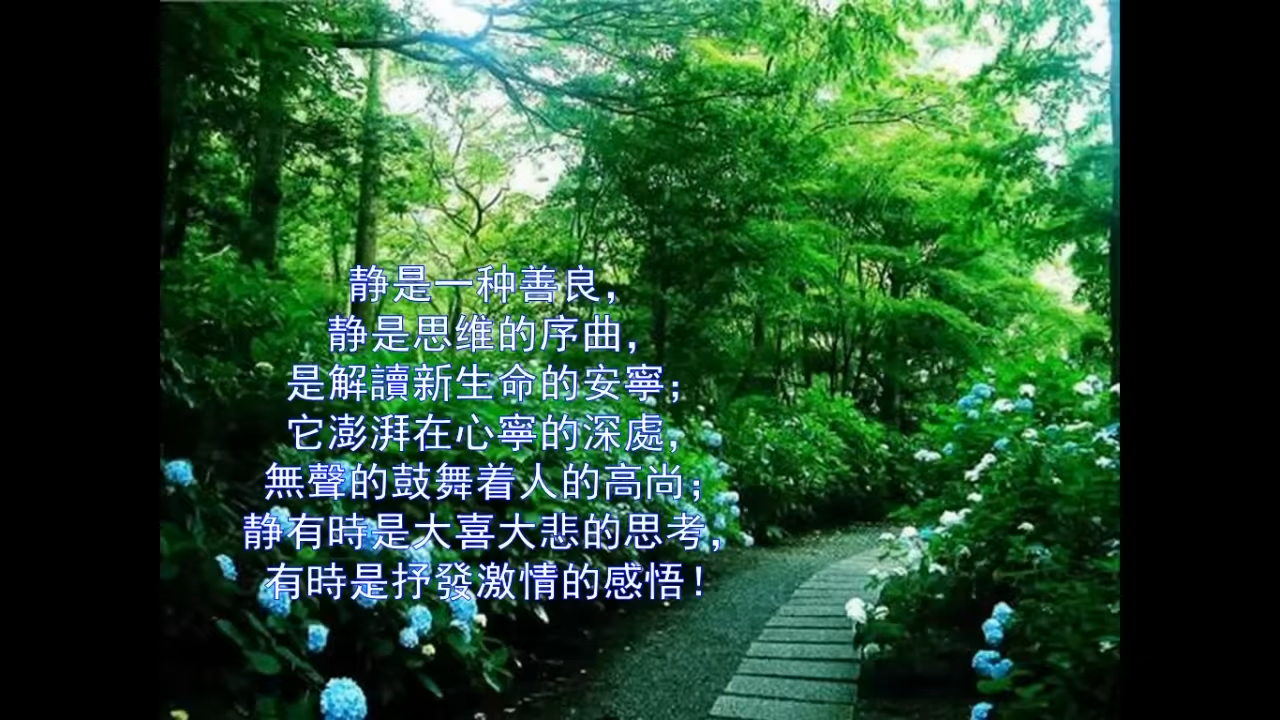 静是一种善良，
静是思维的序曲，
是解讀新生命的安寧；
它澎湃在心寧的深處，
無聲的鼓舞着人的高尚；
静有時是大喜大悲的思考，
有時是抒發激情的感悟！